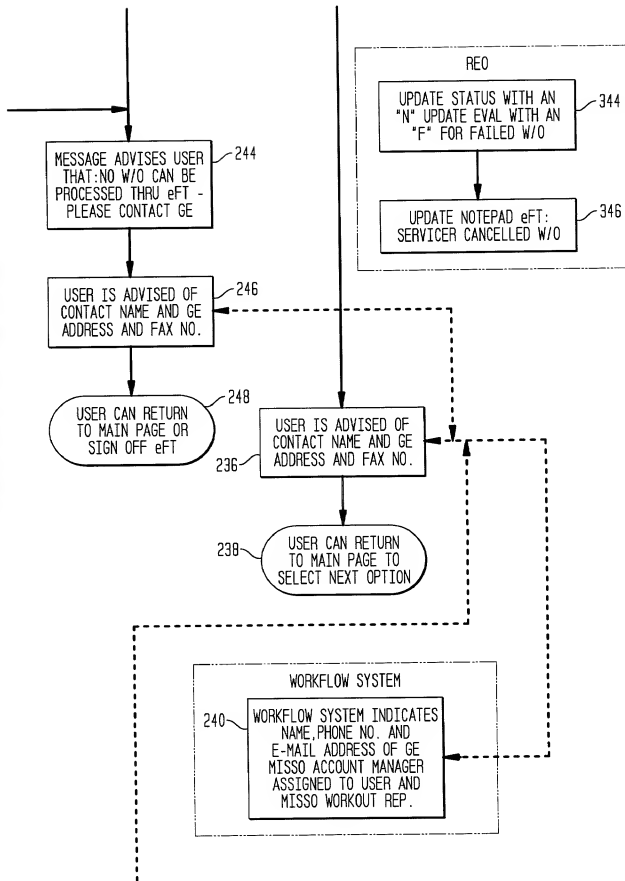 REO
UPDATE STATUS WITH AN
"N" UPDATE EVAL WITH AN
"F" FOR FAILED W/O
344
UPDATE NOTEPAD eFT:
SERVICER CANCELLED W/O
346
244
MESSAGE ADVISES USER
THAT:NO W/O CAN BE
PROCESSED THRU eFT -
PLEASE CONTACT GE
246
USER IS ADVISED OF
CONTACT NAME AND GE
ADDRESS AND FAX NO.
248
USER CAN RETURN
TO MAIN PAGE OR
SIGN OFF eFT
USER IS ADVISED OF
CONTACT NAME AND GE
ADDRESS AND FAX NO.
236
238
USER CAN RETURN
TO MAIN PAGE TO
SELECT NEXT OPTION
WORKFLOW SYSTEM
240
WORKFLOW SYSTEM INDICATES
NAME,PHONE NO. AND
E-MAIL ADDRESS OF GE
MISSO ACCOUNT MANAGER
ASSIGNED TO USER AND
MISSO WORKOUT REP.